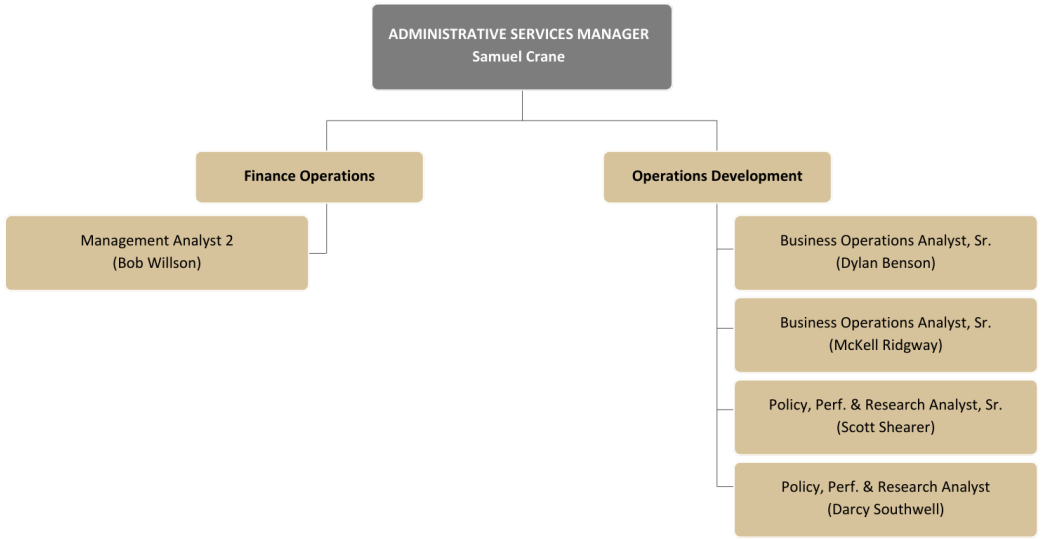 ADMINISTRATIVE SERVICES MANAGER
Samuel Crane
Finance Operations
Operations Development
Management Analyst 2
(Bob Willson)
Business Operations Analyst, Sr.
(Dylan Benson)
Business Operations Analyst, Sr.
(McKell Ridgway)
Policy, Perf. & Research Analyst, Sr.
(Scott Shearer)
Policy, Perf. & Research Analyst
(Darcy Southwell)